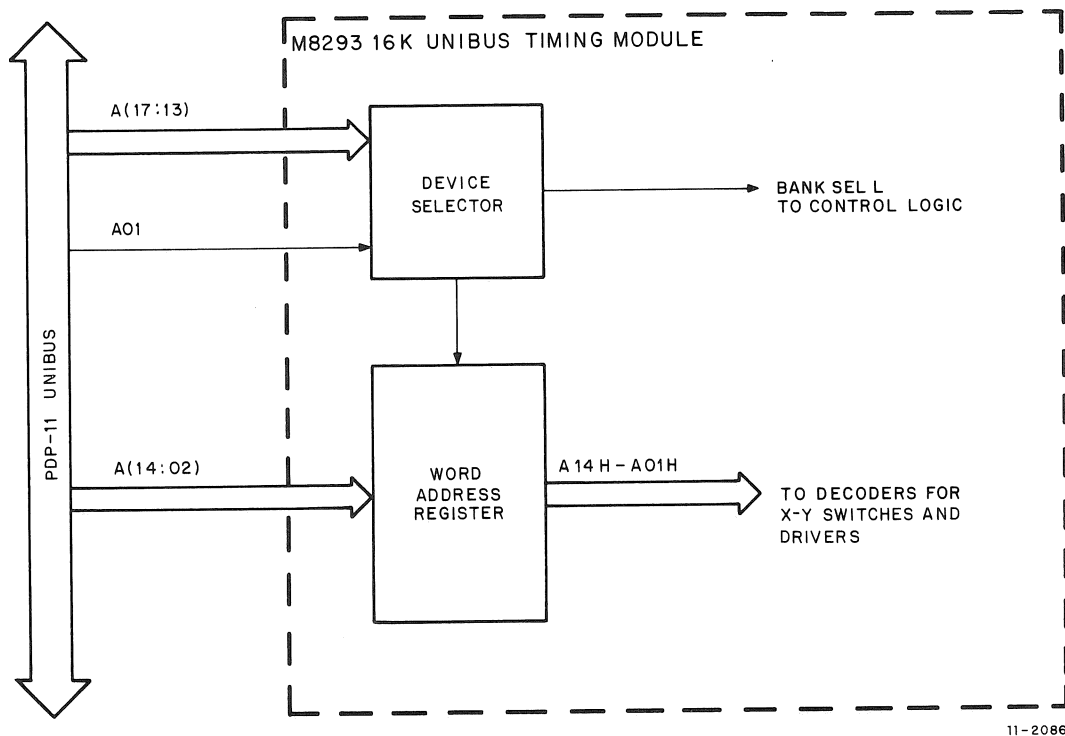 M8293 16K UNIBUS TIMING MODULE
A(17:13)
DEVICE
SELECTOR
BANK SEL L
TO CONTROL LOGIC
A01
PDP-11 UNIBUS
A(14:02)
WORD
ADDRESS
REGISTER
A14H-A01H
TO DECODERS FOR
X-Y SWITCHES AND
DRIVERS
11-2086